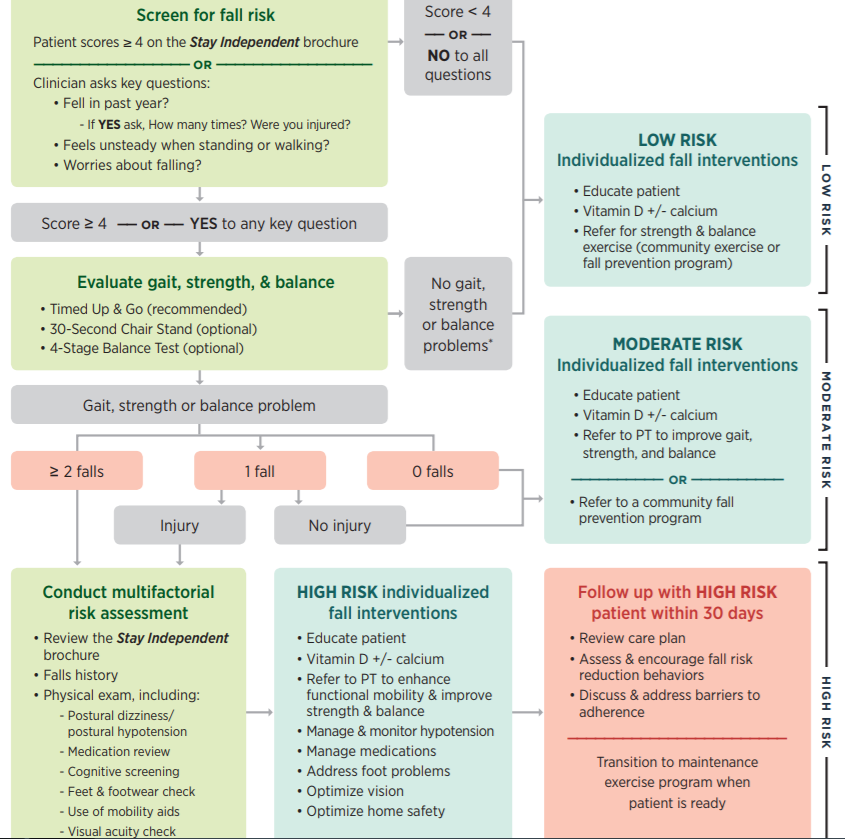 Screen for fall risk
Patient scores ≥ 4 on the Stay Independent brochure
OR
Clinician asks key questions:
• Fell in past year?
- If YES ask, How many times? Were you injured?
• Feels unsteady when standing or walking?
• Worries about falling?
Score < 4
OR
NO to all
questions
Score ≥ 4 — OR — YES to any key question
Evaluate gait, strength, & balance
• Timed Up & Go (recommended)
• 30-Second Chair Stand (optional)
• 4-Stage Balance Test (optional)
No gait,
strength
or balance
problems*
LOW RISK
Individualized fall interventions
• Educate patient
• Vitamin D +/- calcium
• Refer for strength & balance
exercise (community exercise or
fall prevention program)
LOW RISK
Gait, strength or balance problem
≥ 2 falls
1 fall
0 falls
Injury
No injury
MODERATE RISK
Individualized fall interventions
• Educate patient
• Vitamin D +/- calcium
• Refer to PT to improve gait,
strength, and balance
OR
• Refer to a community fall
prevention program
MODERATE RISK
Conduct multifactorial
risk assessment
• Review the Stay Independent
brochure
• Falls history
• Physical exam, including:
- Postural dizziness/
postural hypotension
- Medication review
- Cognitive screening
- Feet & footwear check
- Use of mobility aids
- Visual acuity check
HIGH RISK individualized
fall interventions
• Educate patient
• Vitamin D +/- calcium
• Refer to PT to enhance
functional mobility & improve
strength & balance
• Manage & monitor hypotension
• Manage medications
• Address foot problems
• Optimize vision
• Optimize home safety
Follow up with HIGH RISK
patient within 30 days
• Review care plan
• Assess & encourage fall risk
reduction behaviors
• Discuss & address barriers to
adherence
Transition to maintenance
exercise program when
patient is ready
HIGH RISK